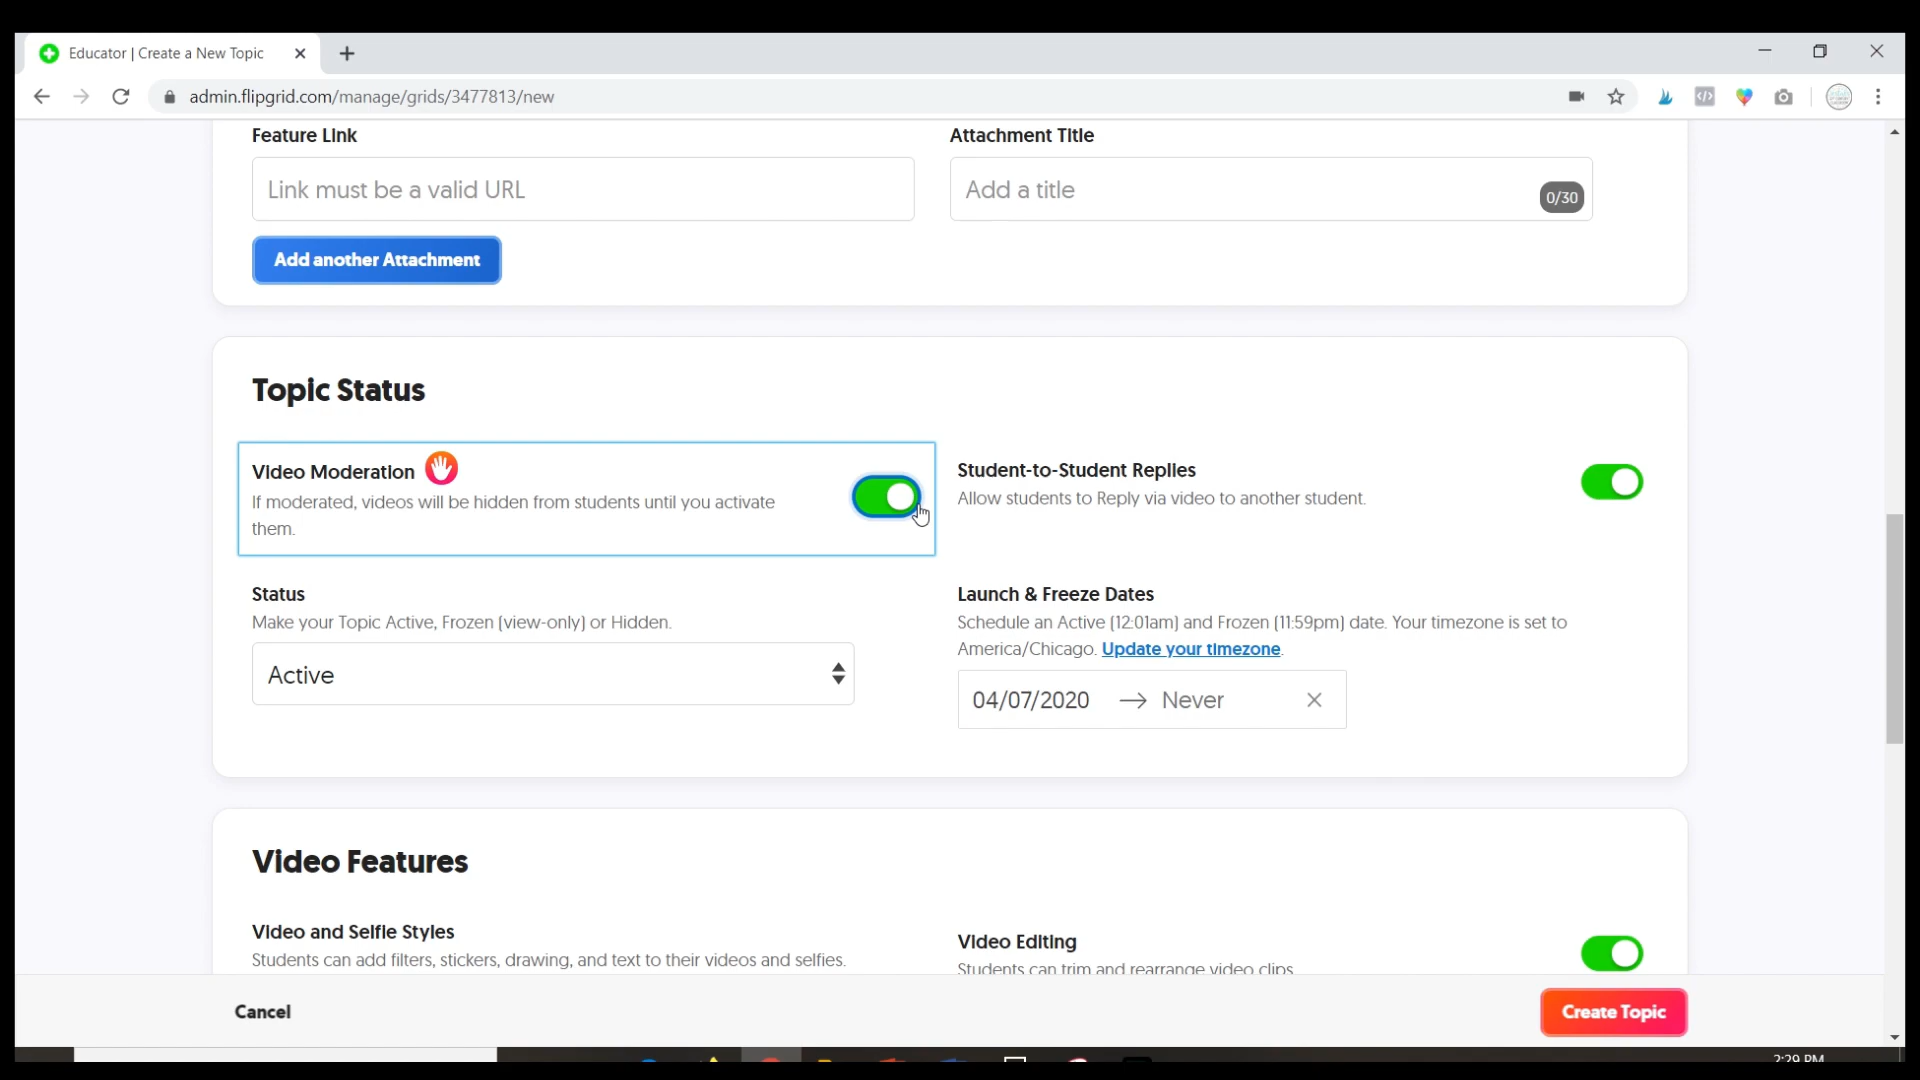 Educator | Create a New Topic
admin.flipgrid.com/manage/grids/3477813/new
Feature Link
Attachment Title
Link must be a valid URL
Add a title
0/30
Add another Attachment
Topic Status
Video Moderation
If moderated, videos will be hidden from students until you activate
them.
Student-to-Student Replies
Allow students to Reply via video to another student.
Status
Make your Topic Active, Frozen (view-only) or Hidden.
Active
Launch & Freeze Dates
Schedule an Active (12:01am) and Frozen (11:59pm) date. Your timezone is set to
America/Chicago. Update your timezone.
04/07/2020 → Never
Video Features
Video and Selfie Styles
Students can add filters, stickers, drawing, and text to their videos and selfies.
Video Editing
Students can trim and rearrange video clips
Cancel
Create Topic
2:29 PM